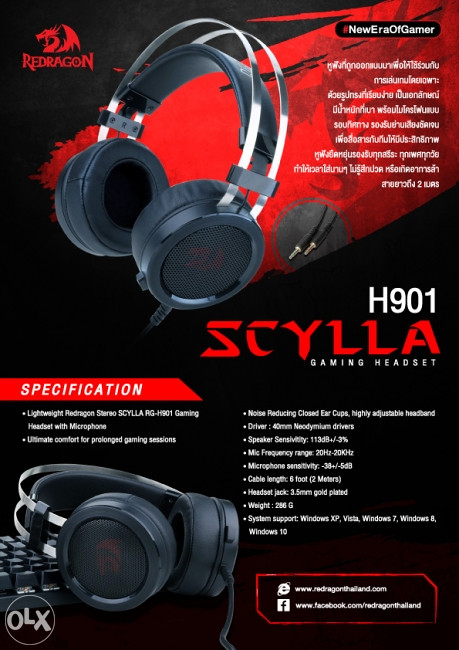 REDRAGON
#NewEraOfGamer
หูฟังที่ถูกออกแบบมาเพื่อให้ใช้ร่วมกับ
การเล่นเกมโดยเฉพาะ
ด้วยรูปทรงที่เรียบง่าย เป็นเอกลักษณ์
มีน้ำหนักที่เบา พร้อมไมโครโฟนแบบ
รอบทิศทาง รองรับย่านเสียงชัดเจน
เพื่อสื่อสารกับทีมให้มีประสิทธิภาพ
หูฟังยืดหยุ่นรองรับทุกสรีระ ทุกเพศทุกวัย
ทำให้เวลาใส่นานๆ ไม่รู้สึกปวด หรือเกิดอาการล้า
สายยาวถึง 2 เมตร
H901
SCYLLA
GAMING HEADSET
SPECIFICATION
• Lightweight Redragon Stereo SCYLLA RG-H901 Gaming
Headset with Microphone
• Ultimate comfort for prolonged gaming sessions
• Noise Reducing Closed Ear Cups, highly adjustable headband
• Driver : 40mm Neodymium drivers
• Speaker Sensivitiy: 113dB+/-3%
• Mic Frequency range: 20Hz-20KHz
• Microphone sensitivity: -38+/-5dB
• Cable length: 6 foot (2 Meters)
• Headset jack: 3.5mm gold plated
• Weight : 286 G
• System support: Windows XP, Vista, Windows 7, Windows 8,
Windows 10
www.redragonthailand.com
www.facebook.com/redragonthailand
OLX